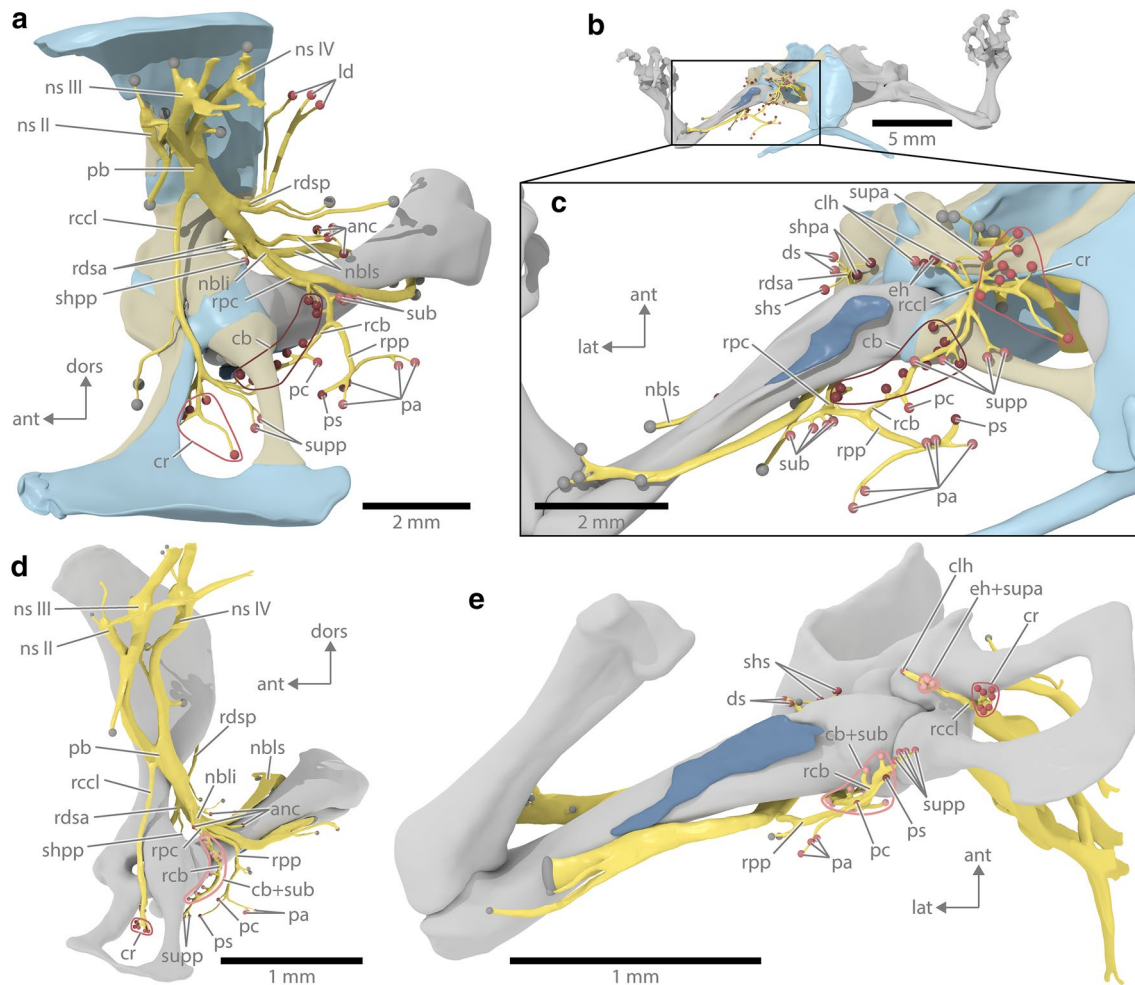 a
ns IV
ns III
ld
ns II
pb
rdsp
rccl
anc
rdsa
nbli
nbls
shpp
rpc
sub
cb
rcb
rpp
dors
pc
ant
ps
pa
supp
cr
2 mm
b
5 mm
c
supa
clh
shpa
ds
cr
rdsa
eh
ant
rccl
shs
lat
cb
rpc
nbls
pc
supp
rcb
ps
sub
rpp
pa
2 mm
d
ns III
ns IV
ns II
dors
ant
rdsp
pb
nbls
nbli
rccl
anc
rdsa
shpp
rpc
rpp
rcb
cb+sub
pa
pc
cr
supp
ps
1 mm
e
clh
eh+supa
cr
shs
ds
rccl
cb+sub
rcb
supp
ps
rpp
pc
pa
ant
lat
1 mm